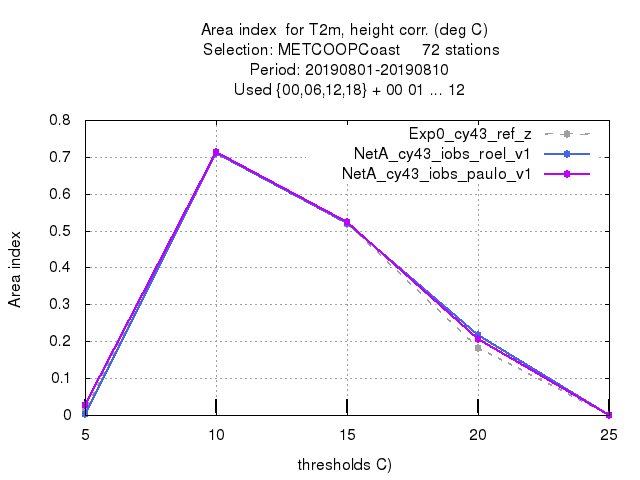 Area index  for T2m, height corr. (deg C)
Selection: METCOOPCoast     72 stations
Period: 20190801-20190810
Used {00,06,12,18} + 00 01 ... 12
Exp0_cy43_ref_z
NetA_cy43_iobs_roel_v1
NetA_cy43_iobs_paulo_v1
0.8
0.7
0.6
0.5
0.4
0.3
0.2
0.1
0
Area index
5 10 15 20 25
thresholds C)